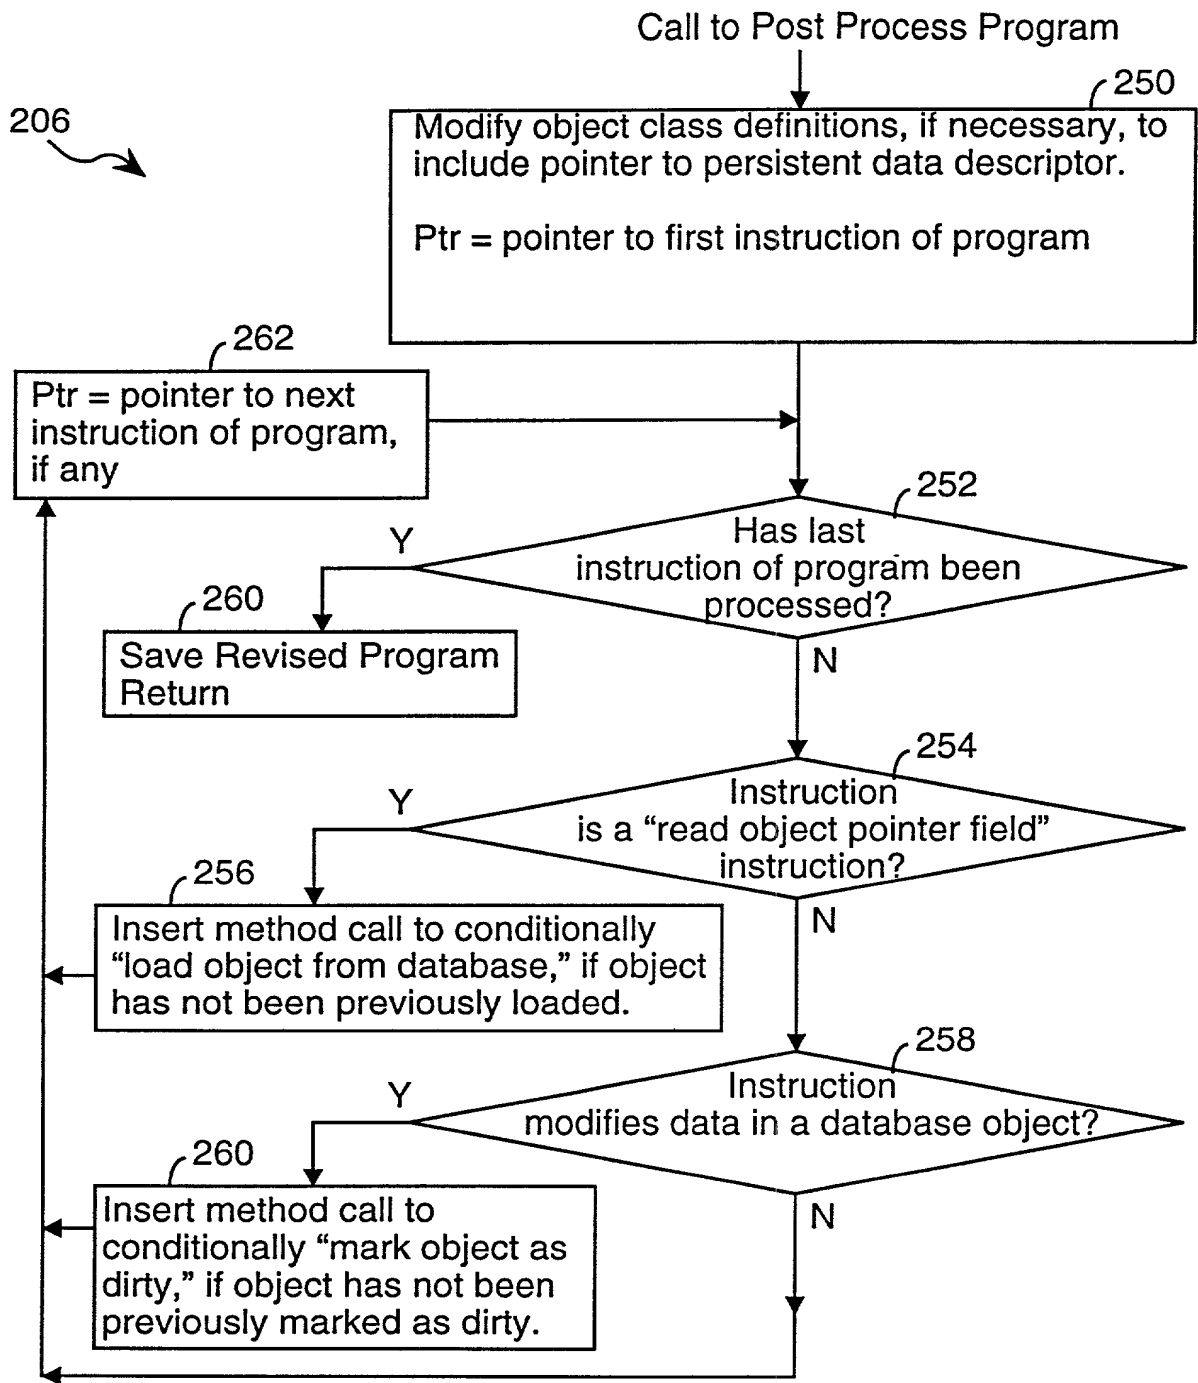 Call to Post Process Program
206
250
Modify object class definitions, if necessary, to
include pointer to persistent data descriptor.
Ptr = pointer to first instruction of program
262
Ptr = pointer to next
instruction of program,
if any
252
Has last
instruction of program been
processed?
Y
N
260
Save Revised Program
Return
254
Instruction
is a “read object pointer field”
instruction?
Y
N
256
Insert method call to conditionally
“load object from database,” if object
has not been previously loaded.
258
Instruction
modifies data in a database object?
Y
N
260
Insert method call to
conditionally “mark object as
dirty,” if object has not been
previously marked as dirty.